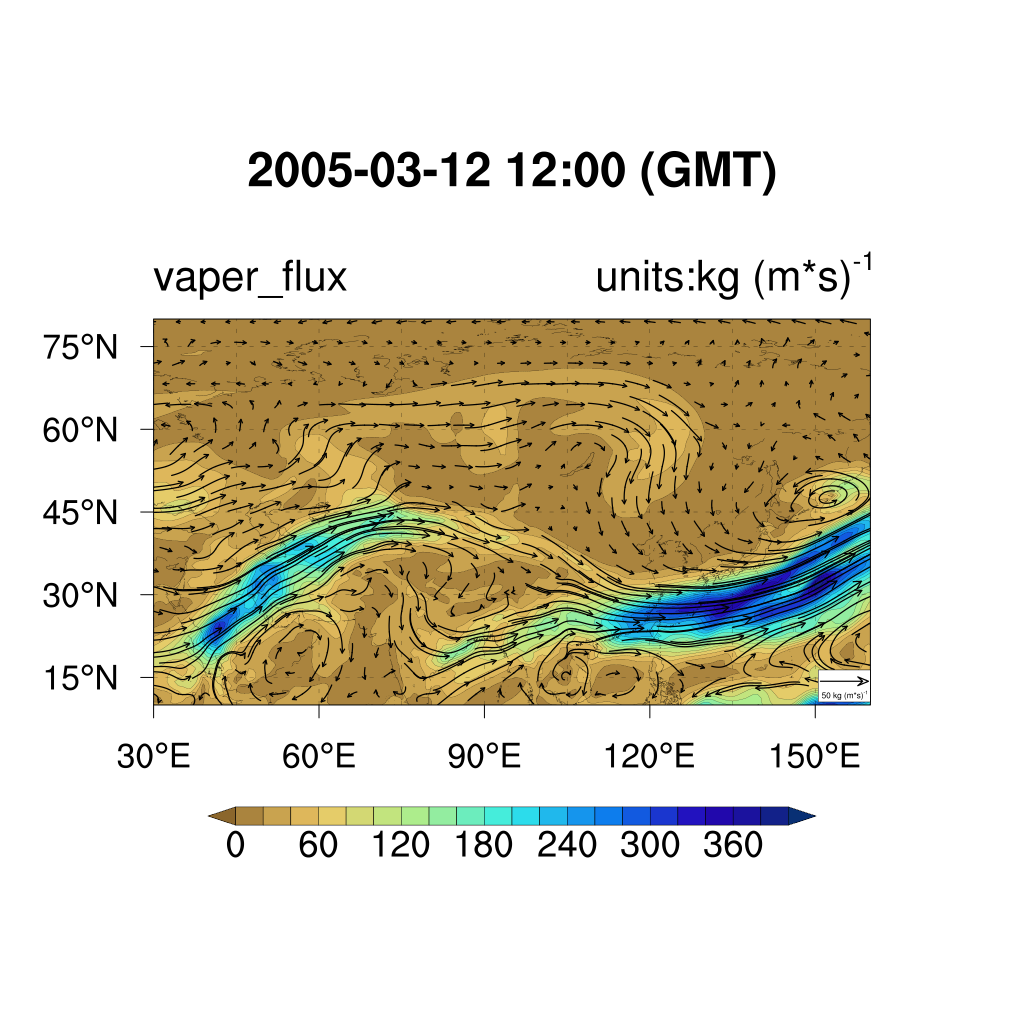 2005-03-12 12:00 (GMT)
vaper_flux units:kg (m*s)⁻¹
75°N
60°N
45°N
30°N
15°N
50 kg (m*s)⁻¹
30°E 60°E 90°E 120°E 150°E
0 60 120 180 240 300 360